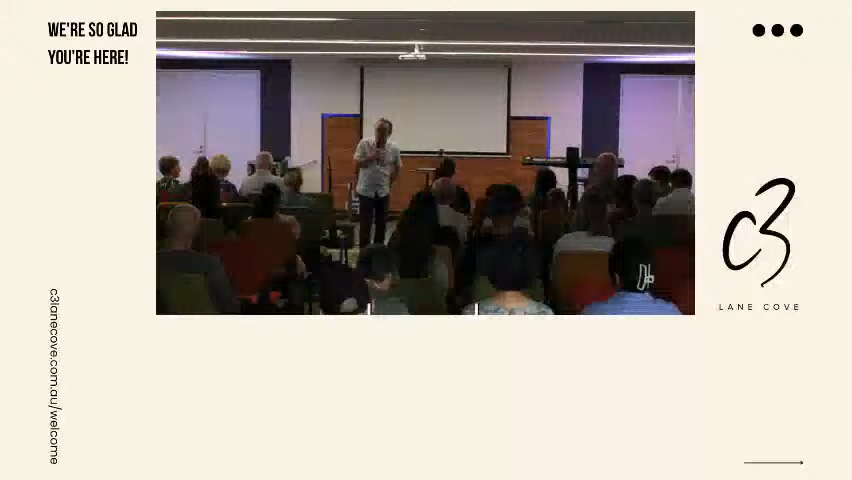 WE'RE SO GLAD
YOU'RE HERE!
c3
LANE COVE
c3lanecove.com.au/welcome